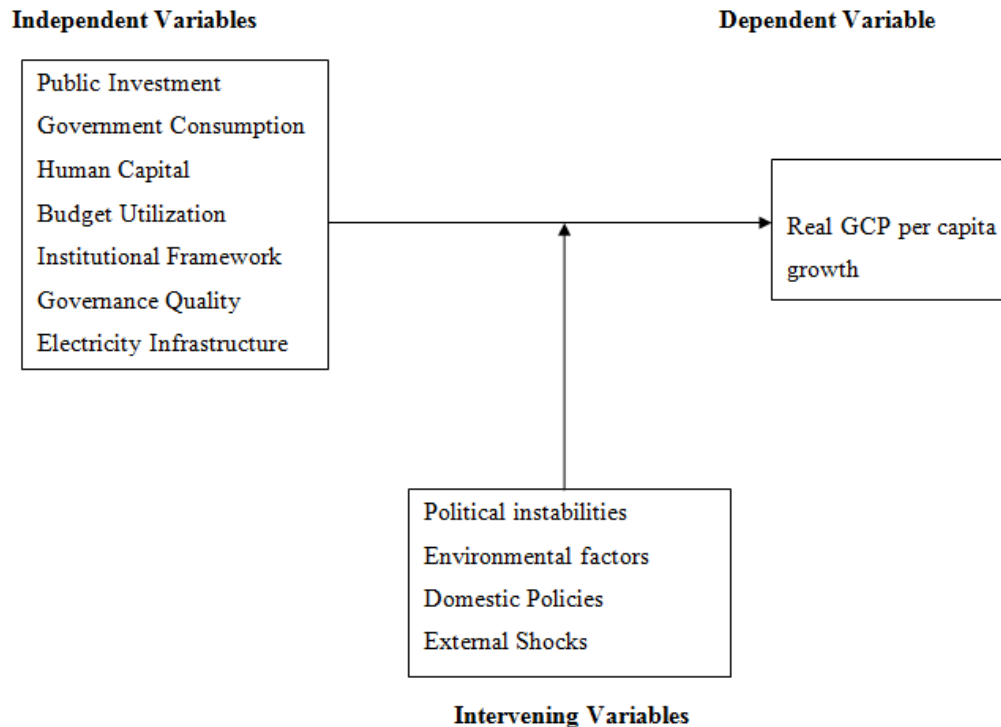 Independent Variables
Dependent Variable
Public Investment
Government Consumption
Human Capital
Budget Utilization
Institutional Framework
Governance Quality
Electricity Infrastructure
Real GCP per capita
growth
Political instabilities
Environmental factors
Domestic Policies
External Shocks
Intervening Variables